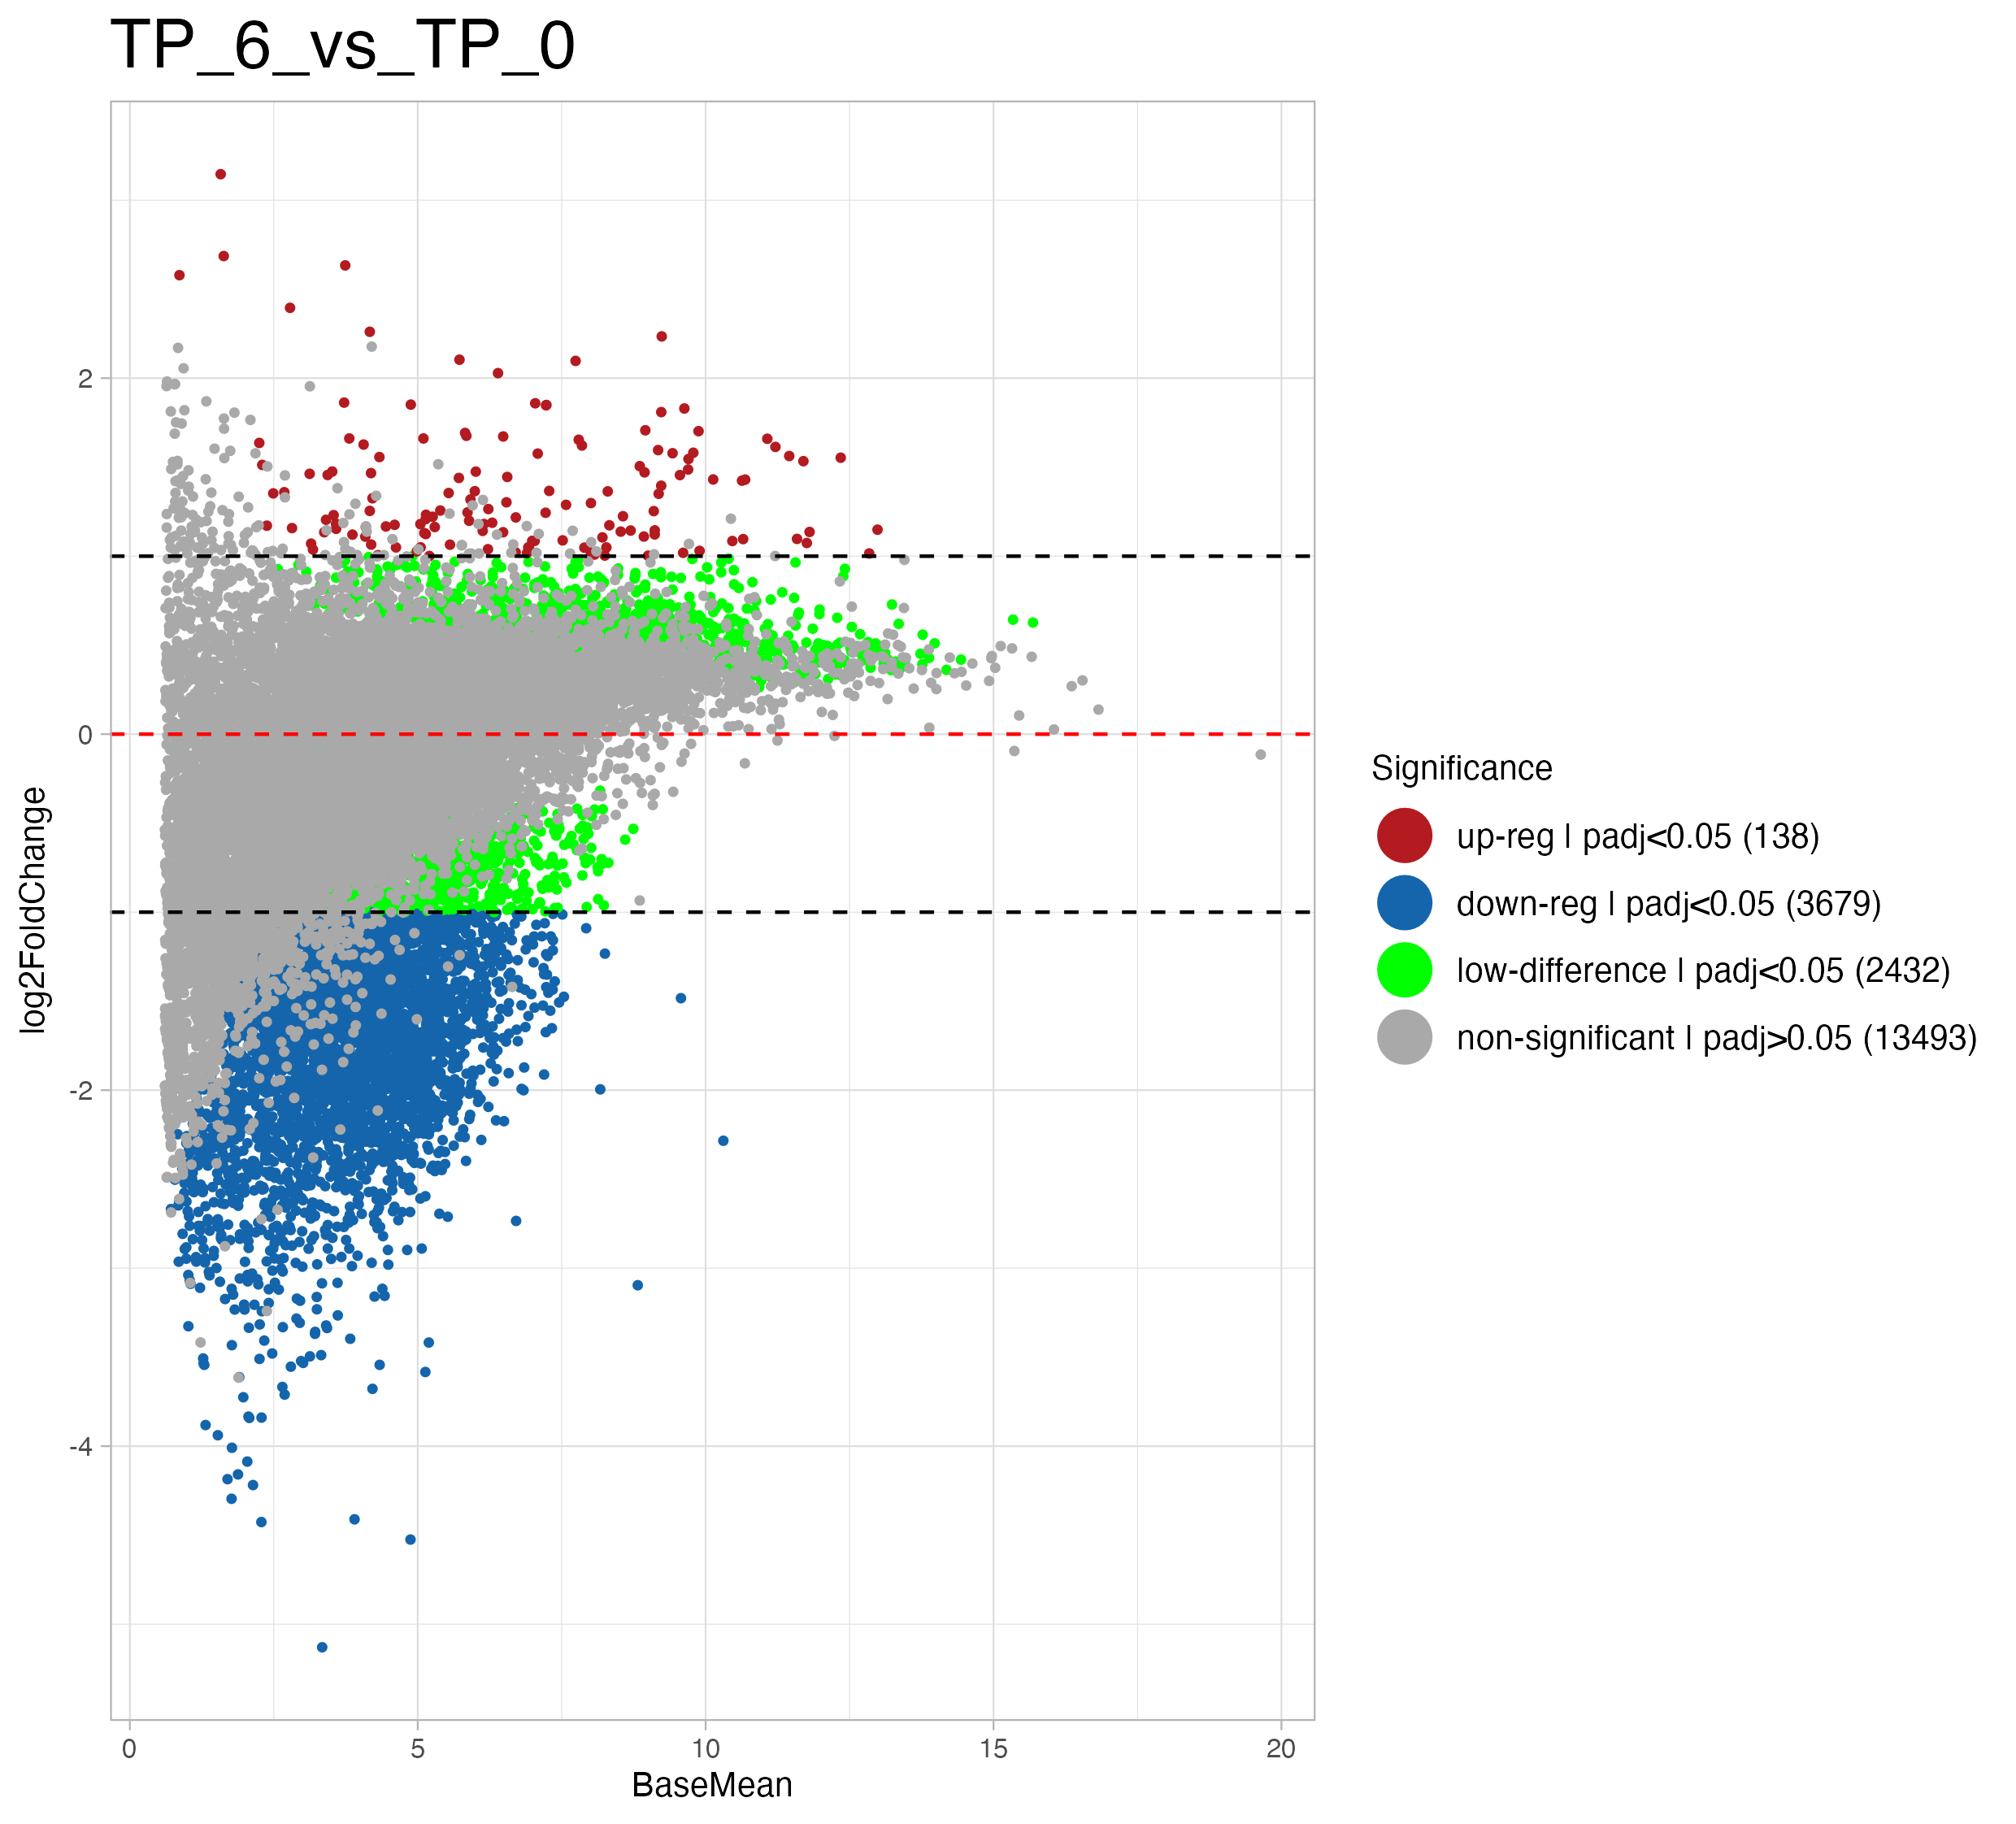 TP_6_vs_TP_0
log2FoldChange
2
0
-2
-4
0 5 10 15 20
BaseMean
Significance
up-reg | padj<0.05 (138)
down-reg | padj<0.05 (3679)
low-difference | padj<0.05 (2432)
non-significant | padj>0.05 (13493)